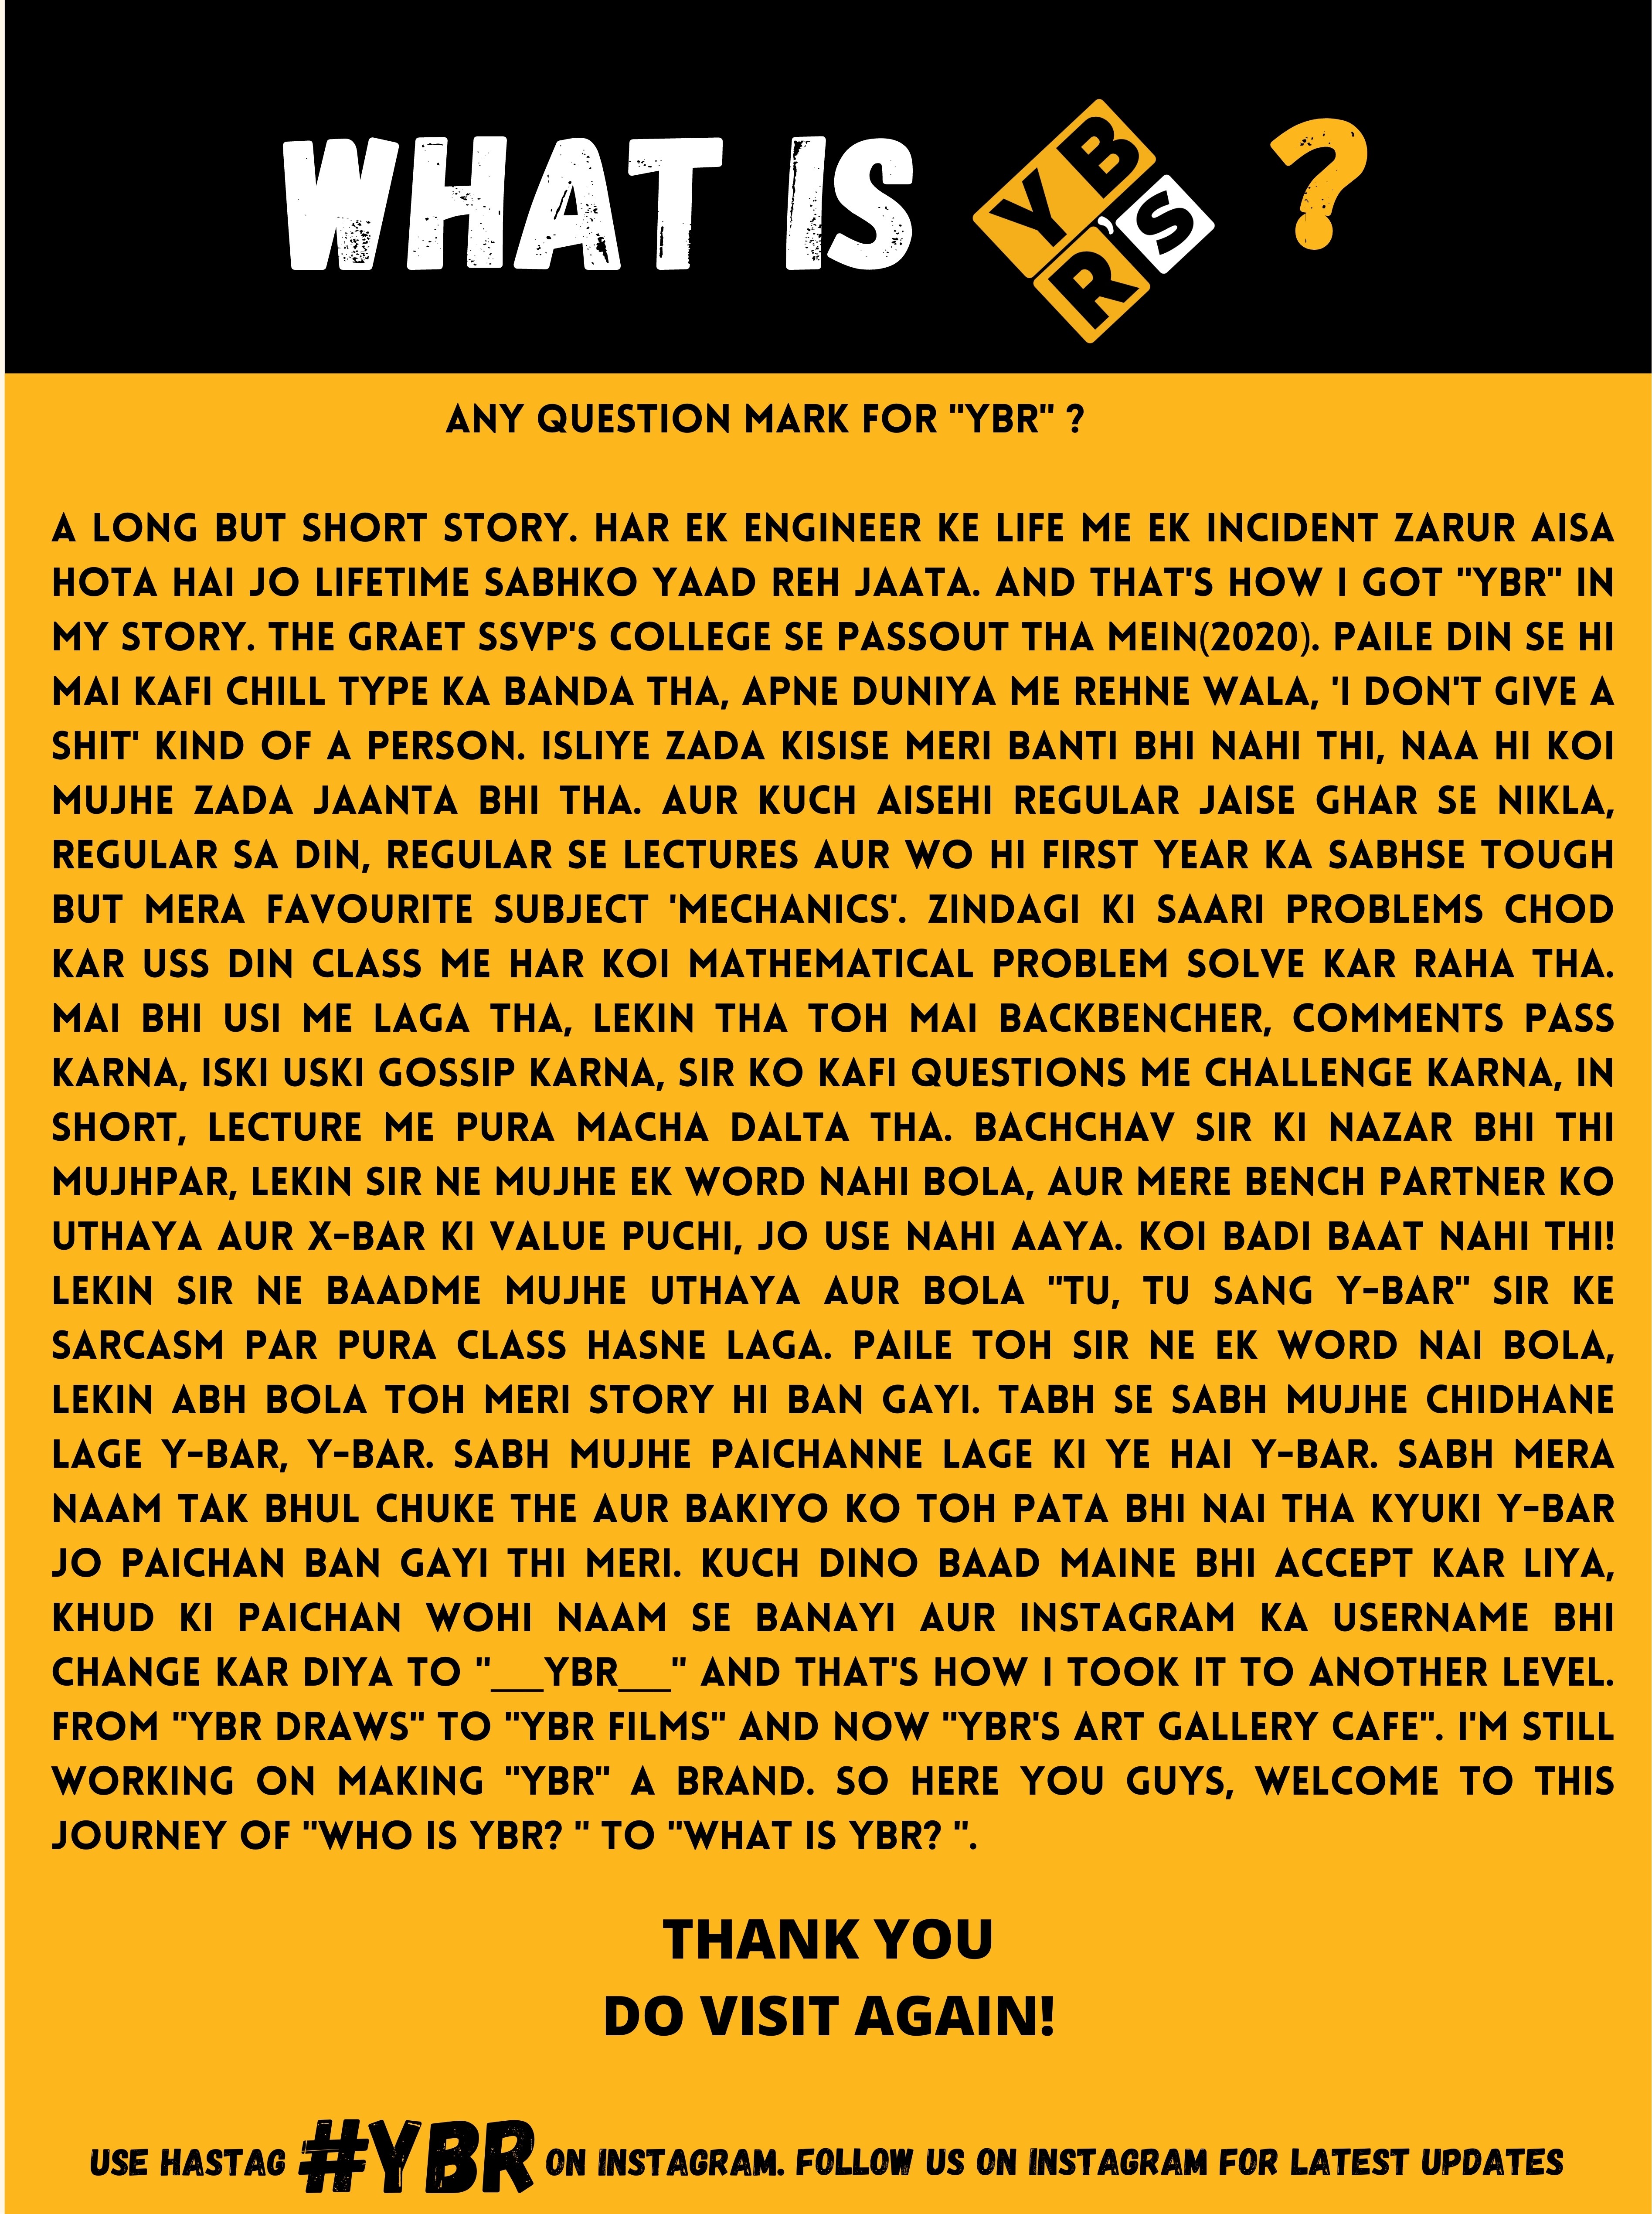 WHAT IS YBR'S ?
ANY QUESTION MARK FOR "YBR" ?
A LONG BUT SHORT STORY. HAR EK ENGINEER KE LIFE ME EK INCIDENT ZARUR AISA
HOTA HAI JO LIFETIME SABHKO YAAD REH JAATA. AND THAT'S HOW I GOT "YBR" IN
MY STORY. THE GRAET SSVP'S COLLEGE SE PASSOUT THA MEIN(2020). PAILE DIN SE HI
MAI KAFI CHILL TYPE KA BANDA THA, APNE DUNIYA ME REHNE WALA, 'I DON'T GIVE A
SHIT' KIND OF A PERSON. ISLIYE ZADA KISISE MERI BANTI BHI NAHI THI, NAA HI KOI
MUJHE ZADA JAANTA BHI THA. AUR KUCH AISEHI REGULAR JAISE GHAR SE NIKLA,
REGULAR SA DIN, REGULAR SE LECTURES AUR WO HI FIRST YEAR KA SABHSE TOUGH
BUT MERA FAVOURITE SUBJECT 'MECHANICS'. ZINDAGI KI SAARI PROBLEMS CHOD
KAR USS DIN CLASS ME HAR KOI MATHEMATICAL PROBLEM SOLVE KAR RAHA THA.
MAI BHI USI ME LAGA THA, LEKIN THA TOH MAI BACKBENCHER, COMMENTS PASS
KARNA, ISKI USKI GOSSIP KARNA, SIR KO KAFI QUESTIONS ME CHALLENGE KARNA, IN
SHORT, LECTURE ME PURA MACHA DALTA THA. BACHCHAV SIR KI NAZAR BHI THI
MUJHPAR, LEKIN SIR NE MUJHE EK WORD NAHI BOLA, AUR MERE BENCH PARTNER KO
UTHAYA AUR X-BAR KI VALUE PUCHI, JO USE NAHI AAYA. KOI BADI BAAT NAHI THI!
LEKIN SIR NE BAADME MUJHE UTHAYA AUR BOLA "TU, TU SANG Y-BAR" SIR KE
SARCASM PAR PURA CLASS HASNE LAGA. PAILE TOH SIR NE EK WORD NAI BOLA,
LEKIN ABH BOLA TOH MERI STORY HI BAN GAYI. TABH SE SABH MUJHE CHIDHANE
LAGE Y-BAR, Y-BAR. SABH MUJHE PAICHANNE LAGE KI YE HAI Y-BAR. SABH MERA
NAAM TAK BHUL CHUKE THE AUR BAKIYO KO TOH PATA BHI NAI THA KYUKI Y-BAR
JO PAICHAN BAN GAYI THI MERI. KUCH DINO BAAD MAINE BHI ACCEPT KAR LIYA,
KHUD KI PAICHAN WOHI NAAM SE BANAYI AUR INSTAGRAM KA USERNAME BHI
CHANGE KAR DIYA TO "__YBR__" AND THAT'S HOW I TOOK IT TO ANOTHER LEVEL.
FROM "YBR DRAWS" TO "YBR FILMS" AND NOW "YBR'S ART GALLERY CAFE". I'M STILL
WORKING ON MAKING "YBR" A BRAND. SO HERE YOU GUYS, WELCOME TO THIS
JOURNEY OF "WHO IS YBR? " TO "WHAT IS YBR? ".
THANK YOU
DO VISIT AGAIN!
USE HASTAG #YBR ON INSTAGRAM. FOLLOW US ON INSTAGRAM FOR LATEST UPDATES